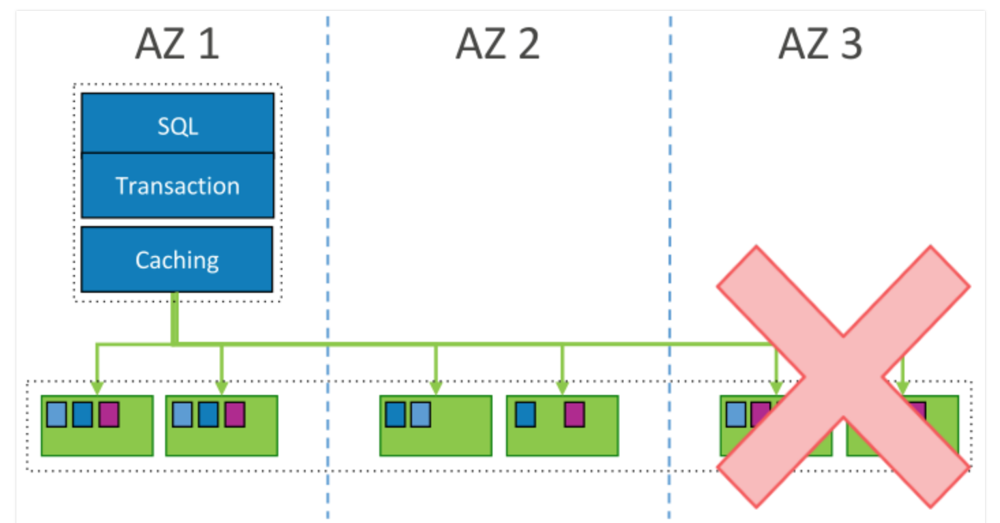 AZ 1
AZ 2
AZ 3
SQL
Transaction
Caching